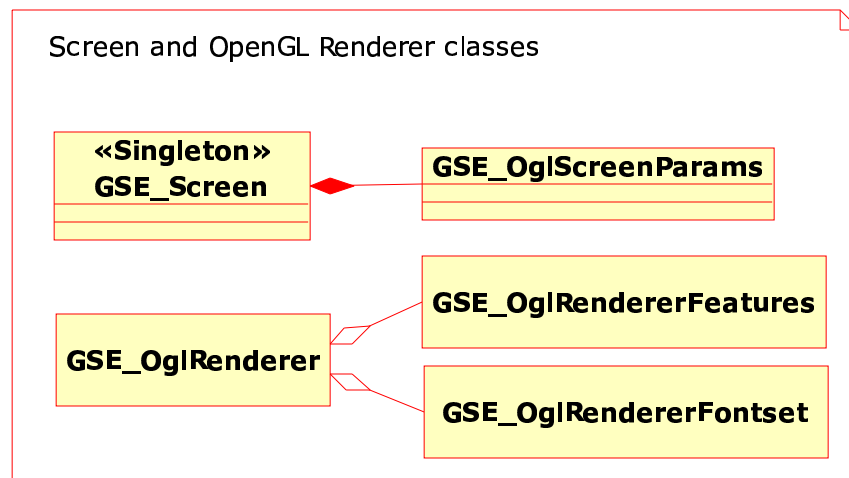 Screen and OpenGL Renderer classes
«Singleton»
GSE_Screen
GSE_OglScreenParams
GSE_OglRendererFeatures
GSE_OglRenderer
GSE_OglRendererFontset